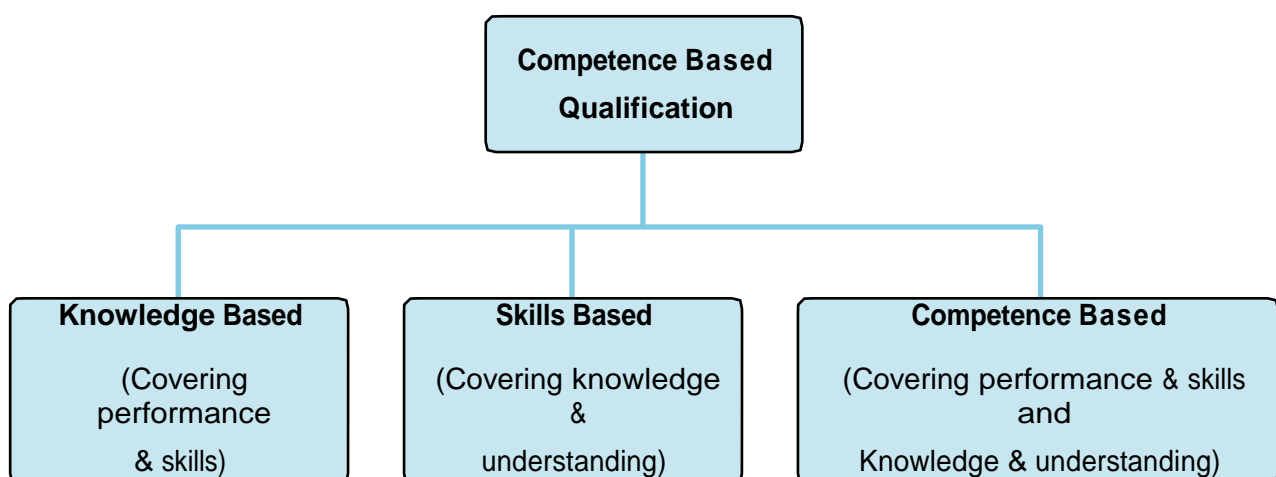 Competence Based
Qualification
Knowledge Based
(Covering
performance
& skills)
Skills Based
(Covering knowledge
&
understanding)
Competence Based
(Covering performance & skills
and
Knowledge & understanding)